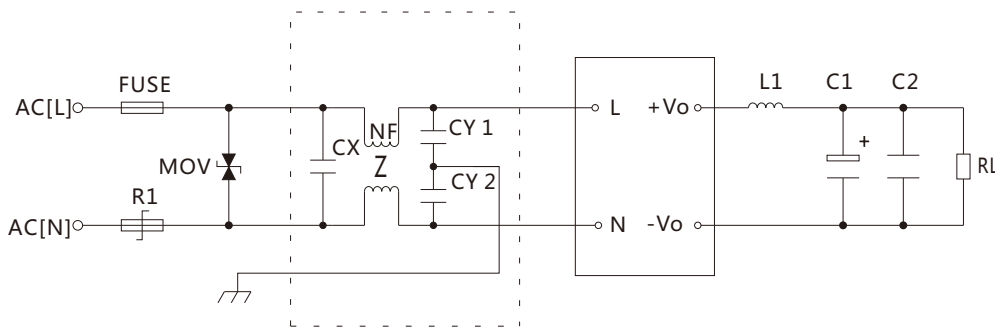 FUSE
L1
C1
C2
AC[L]
L
+Vo
NF
CY 1
+
CX
MOV
Z
RL
CY 2
R1
AC[N]
N
-Vo